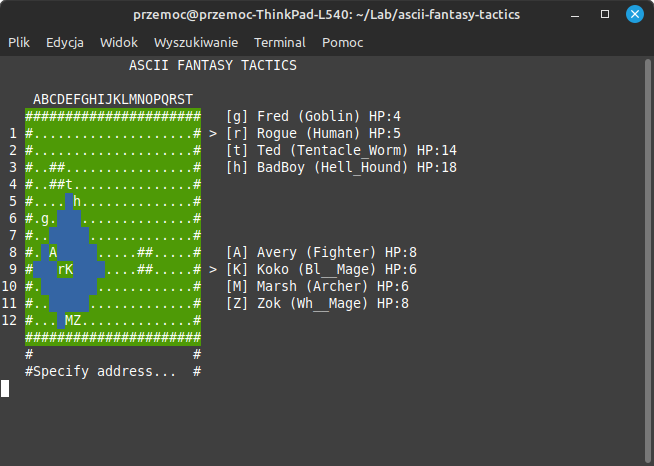 przemoc@przemoc-ThinkPad-L540: ~/Lab/ascii-fantasy-tactics
Plik Edycja Widok Wyszukiwanie Terminal Pomoc
ASCII FANTASY TACTICS
ABCDEFGHIJKLMNOPQRST
###################### [g] Fred (Goblin) HP:4
1 #....................# > [r] Rogue (Human) HP:5
2 #....................# [t] Ted (Tentacle_Worm) HP:14
3 #..##................# [h] BadBoy (Hell_Hound) HP:18
4 #..##t...............#
5 #.... h..............#
6 #.g.   ..............#
7 #..     .............#
8 #. A     .....##.....# [A] Avery (Fighter) HP:8
9 #   rK    ....##.....# > [K] Koko (Bl__Mage) HP:6
10 #.       ............# [M] Marsh (Archer) HP:6
11 #..      ............# [Z] Zok (Wh__Mage) HP:8
12 #... MZ..............#
######################
#                    #
#Specify address...  #